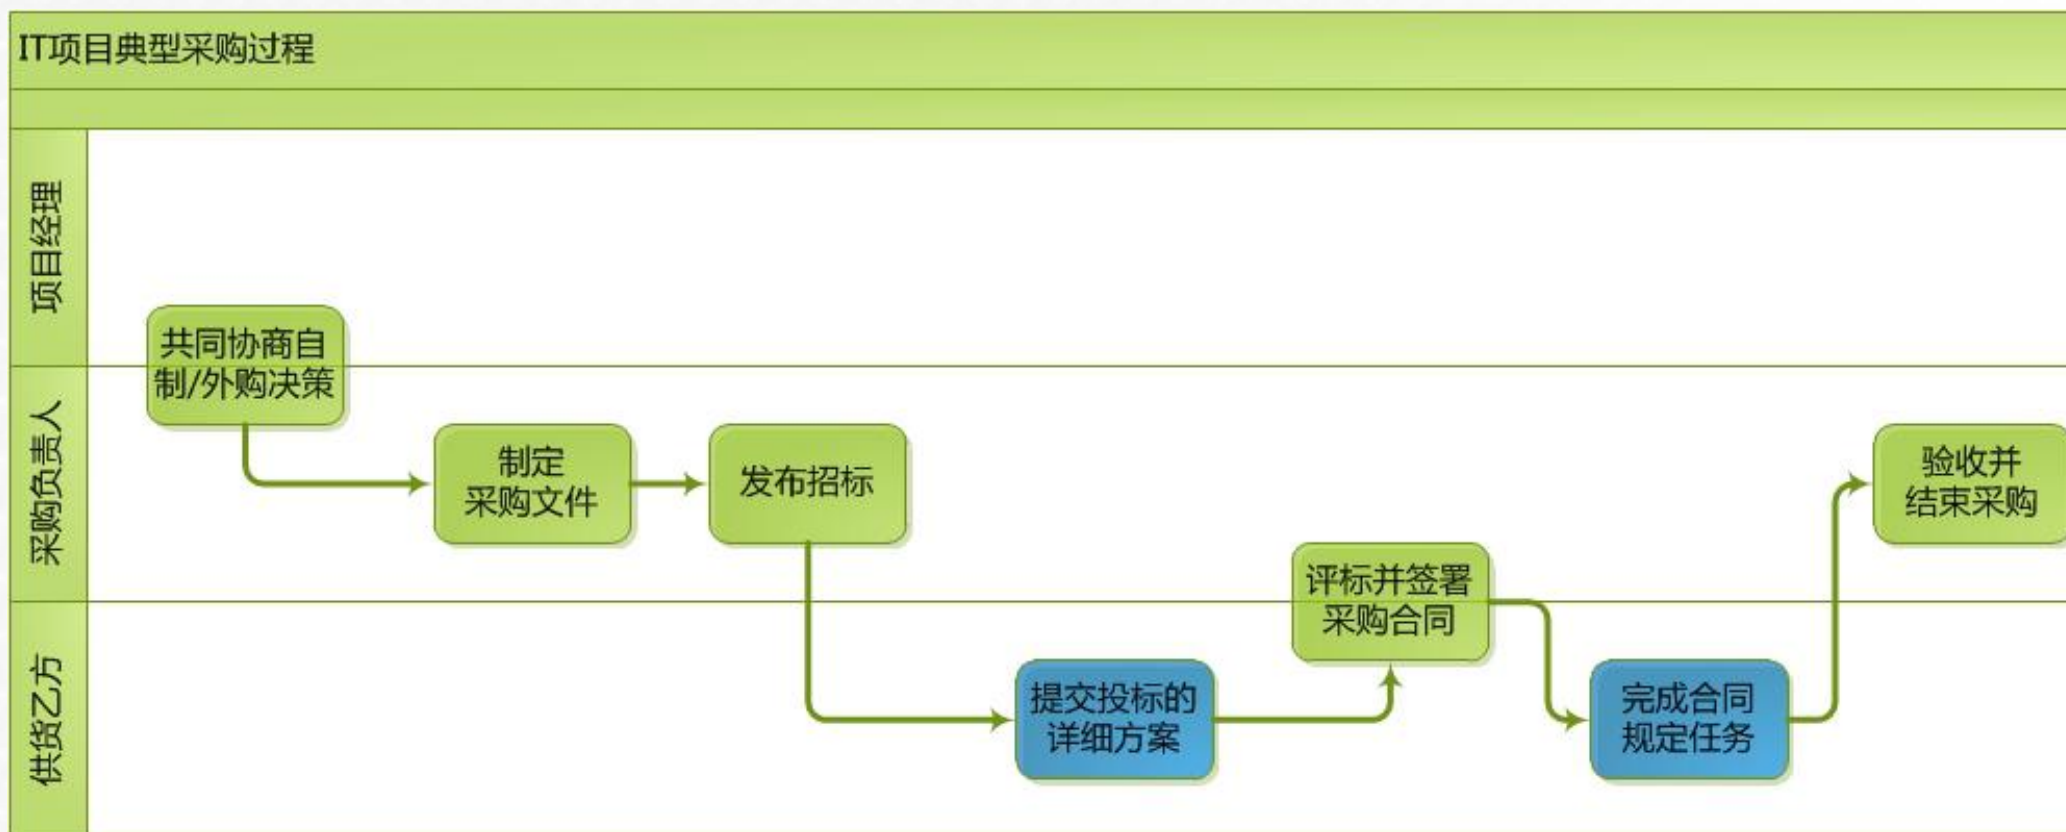 IT项目典型采购过程
项目经理
共同协商自
制/外购决策
采购负责人
制定
采购文件
发布招标
验收并
结束采购
评标并签署
采购合同
供货乙方
提交投标的
详细方案
完成合同
规定任务